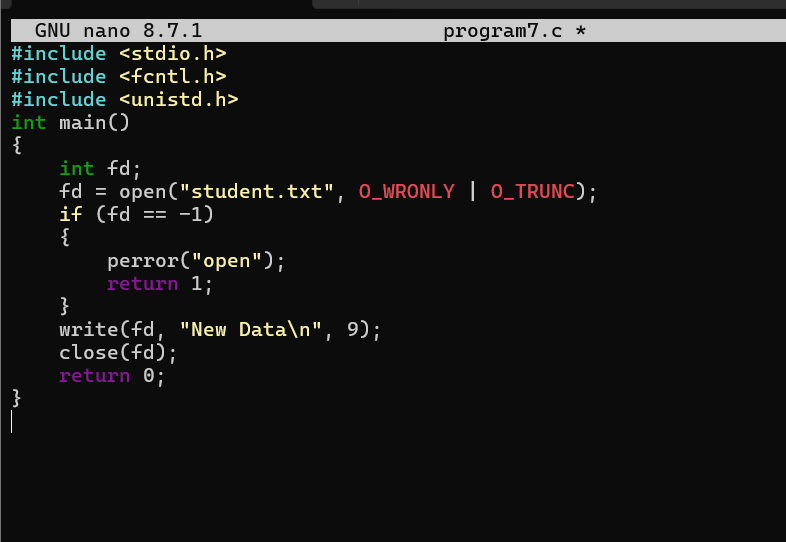 GNU nano 8.7.1 program7.c *
#include <stdio.h>
#include <fcntl.h>
#include <unistd.h>
int main()
{
    int fd;
    fd = open("student.txt", O_WRONLY | O_TRUNC);
    if (fd == -1)
    {
        perror("open");
        return 1;
    }
    write(fd, "New Data\n", 9);
    close(fd);
    return 0;
}